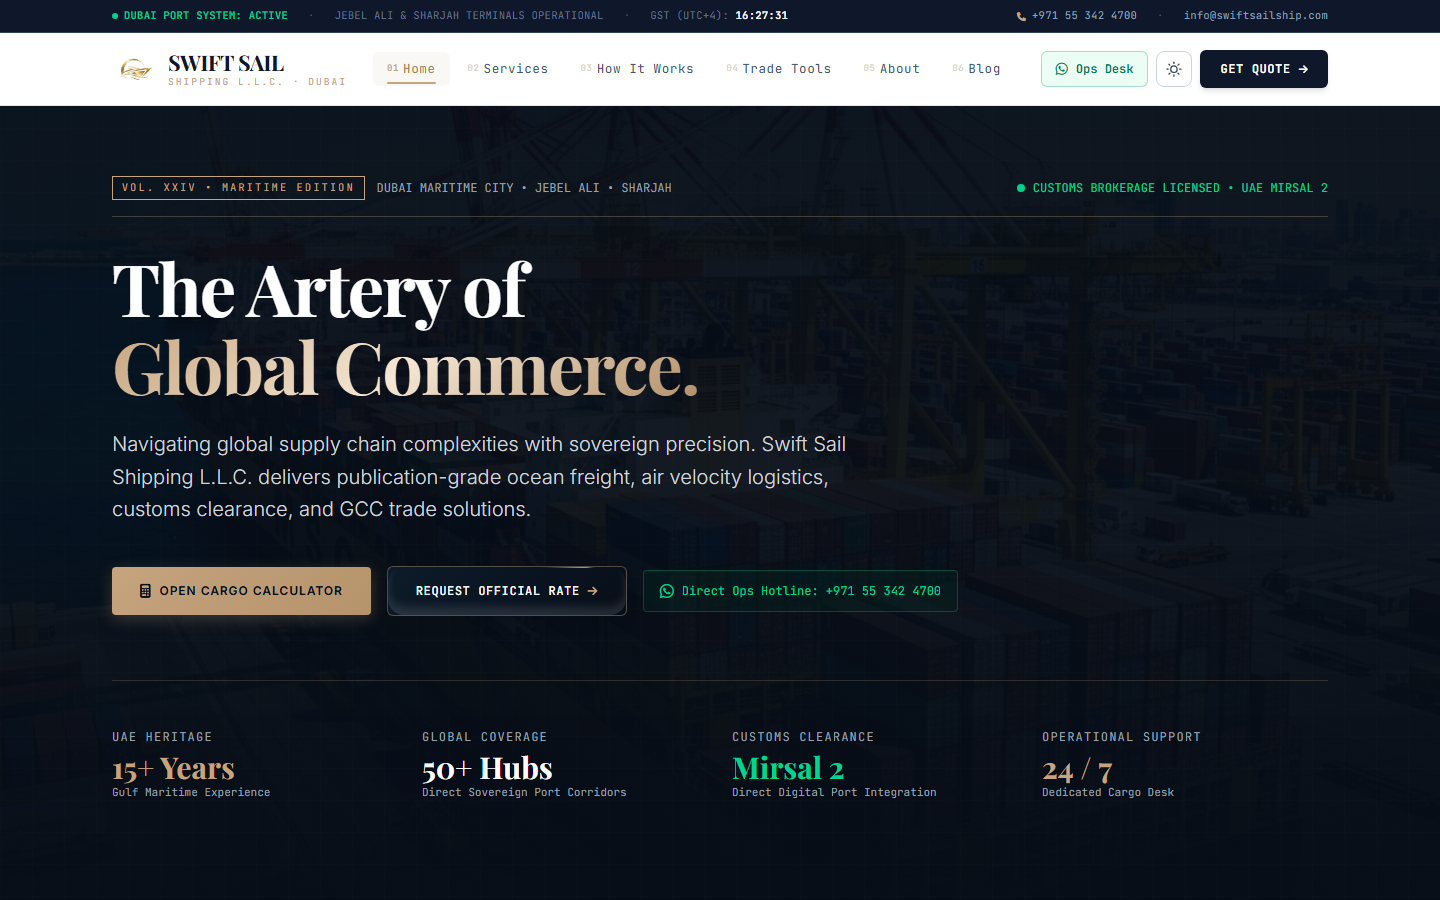 DUBAI PORT SYSTEM: ACTIVE · JEBEL ALI & SHARJAH TERMINALS OPERATIONAL · GST (UTC+4): 16:27:31 +971 55 342 4700 · info@swiftsailship.com
SWIFT SAIL
SHIPPING L.L.C. · DUBAI
01 Home 02 Services 03 How It Works 04 Trade Tools 05 About 06 Blog Ops Desk GET QUOTE →
VOL. XXIV • MARITIME EDITION DUBAI MARITIME CITY • JEBEL ALI • SHARJAH CUSTOMS BROKERAGE LICENSED • UAE MIRSAL 2
The Artery of
Global Commerce.
Navigating global supply chain complexities with sovereign precision. Swift Sail
Shipping L.L.C. delivers publication-grade ocean freight, air velocity logistics,
customs clearance, and GCC trade solutions.
OPEN CARGO CALCULATOR REQUEST OFFICIAL RATE → Direct Ops Hotline: +971 55 342 4700
UAE HERITAGE GLOBAL COVERAGE CUSTOMS CLEARANCE OPERATIONAL SUPPORT
15+ Years 50+ Hubs Mirsal 2 24 / 7
Gulf Maritime Experience Direct Sovereign Port Corridors Direct Digital Port Integration Dedicated Cargo Desk